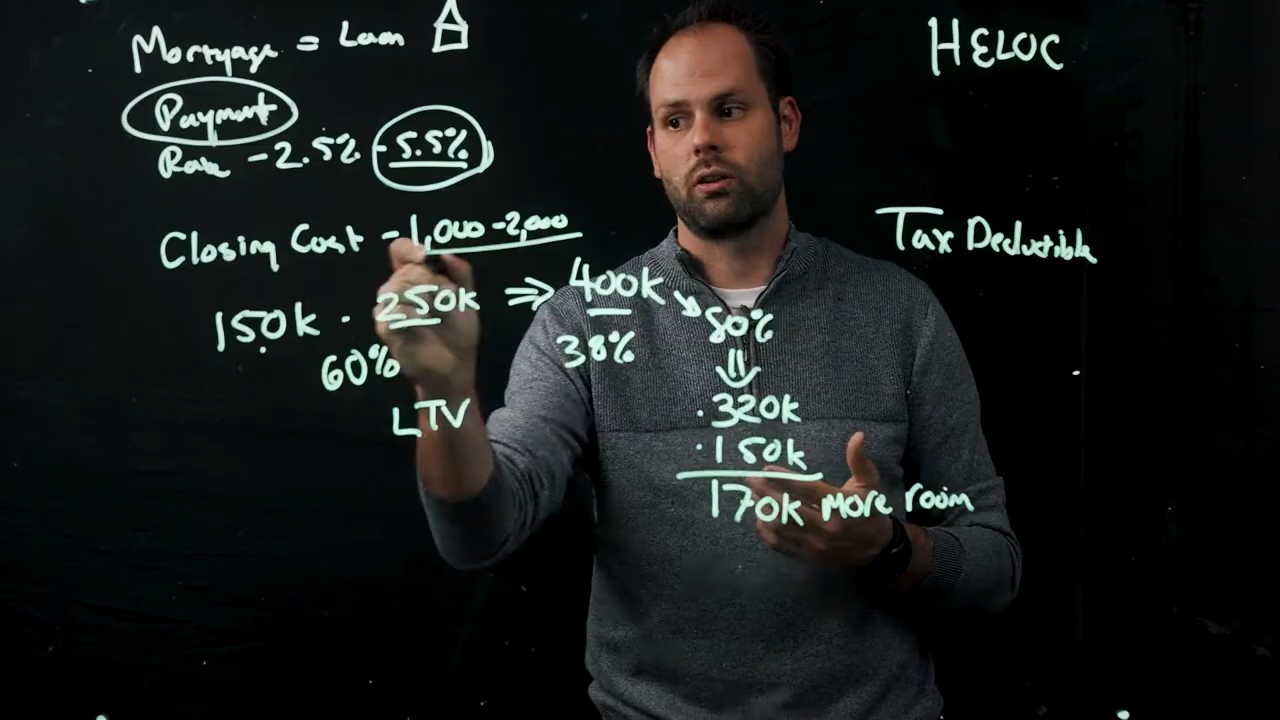 Mortgage = Loan
HELOC
Payment
Rate - 2.5% - 5.5%
Closing Cost - 1,000 - 2,000
Tax Deductible
150k · 250k ⇒ 400k ↘ 80%
60% 38%
LTV
· 320k
· 150k
170k more room